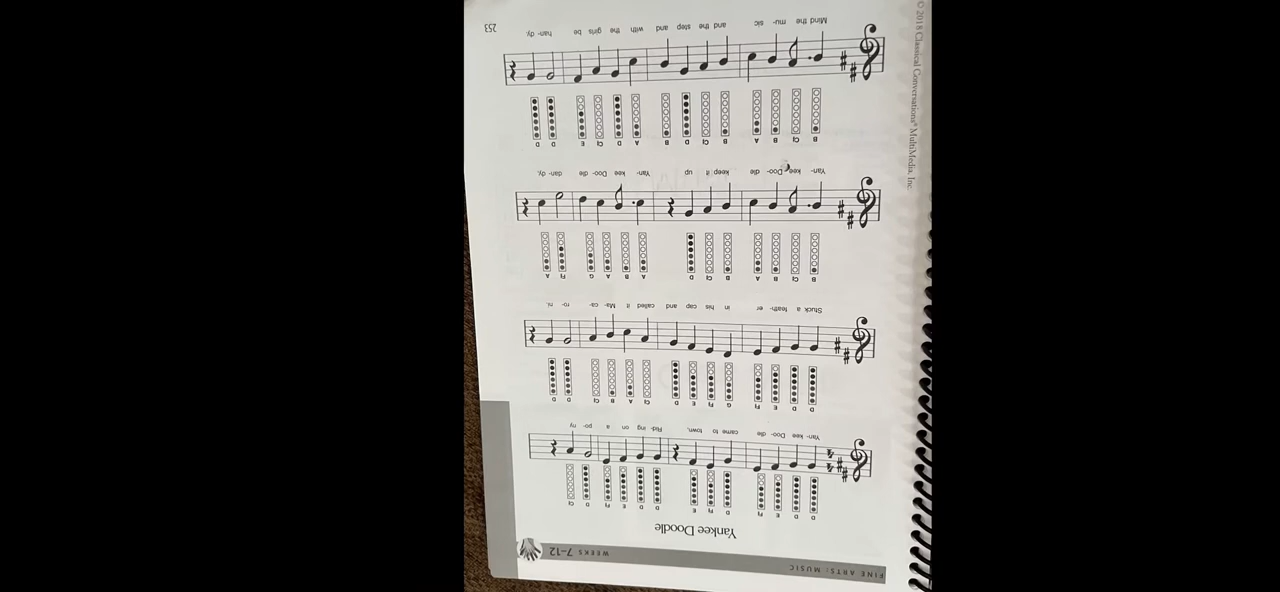 FINE ARTS: MUSIC
WEEKS 7–12
Yankee Doodle
D D E F♯ D F♯ E D D E F♯ D C♯
Yan- kee Doo- dle came to town, Rid- ing on a po- ny
D D E F♯ G F♯ E D C♯ A B C♯ D D
Stuck a feath- er in his cap and called it Ma- ca- ro- ni.
B C♯ B A B C♯ D A B A G F♯ A
Yan- kee Doo- dle keep it up Yan- kee Doo- dle dan- dy,
B C♯ B A B C♯ D B A D C♯ E D D
Mind the mu- sic and the step and with the girls be han- dy.
253
© 2018 Classical Conversations® MultiMedia, Inc.